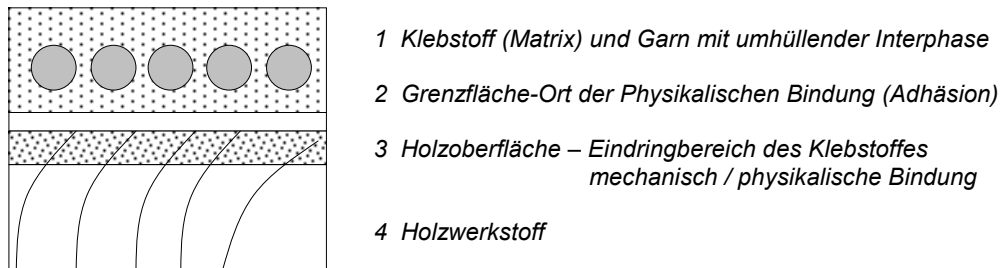 1 Klebstoff (Matrix) und Garn mit umhüllender Interphase
2 Grenzfläche-Ort der Physikalischen Bindung (Adhäsion)
3 Holzoberfläche – Eindringbereich des Klebstoffes
mechanisch / physikalische Bindung
4 Holzwerkstoff